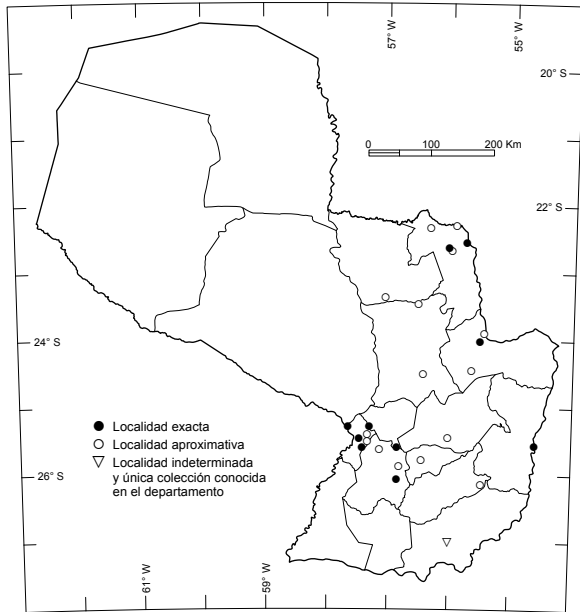 57° W
55° W
20° S
0 100 200 Km
22° S
24° S
Localidad exacta
Localidad aproximativa
Localidad indeterminada
y única colección conocida
en el departamento
26° S
61° W
59° W